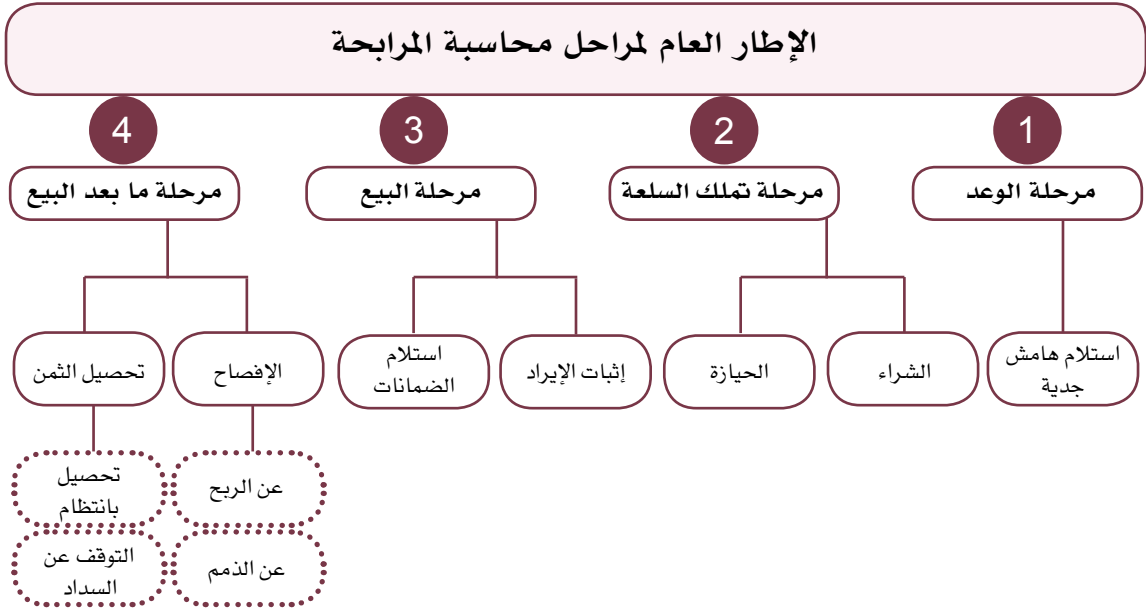 الإطار العام لمراحل محاسبة المرابحة
1
2
3
4
مرحلة الوعد
مرحلة تملك السلعة
مرحلة البيع
مرحلة ما بعد البيع
استلام هامش
جدية
الشراء
الحيازة
إثبات الإيراد
استلام
الضمانات
الإفصاح
تحصيل الثمن
عن الربح
تحصيل
بانتظام
عن الذمم
التوقف عن
السداد